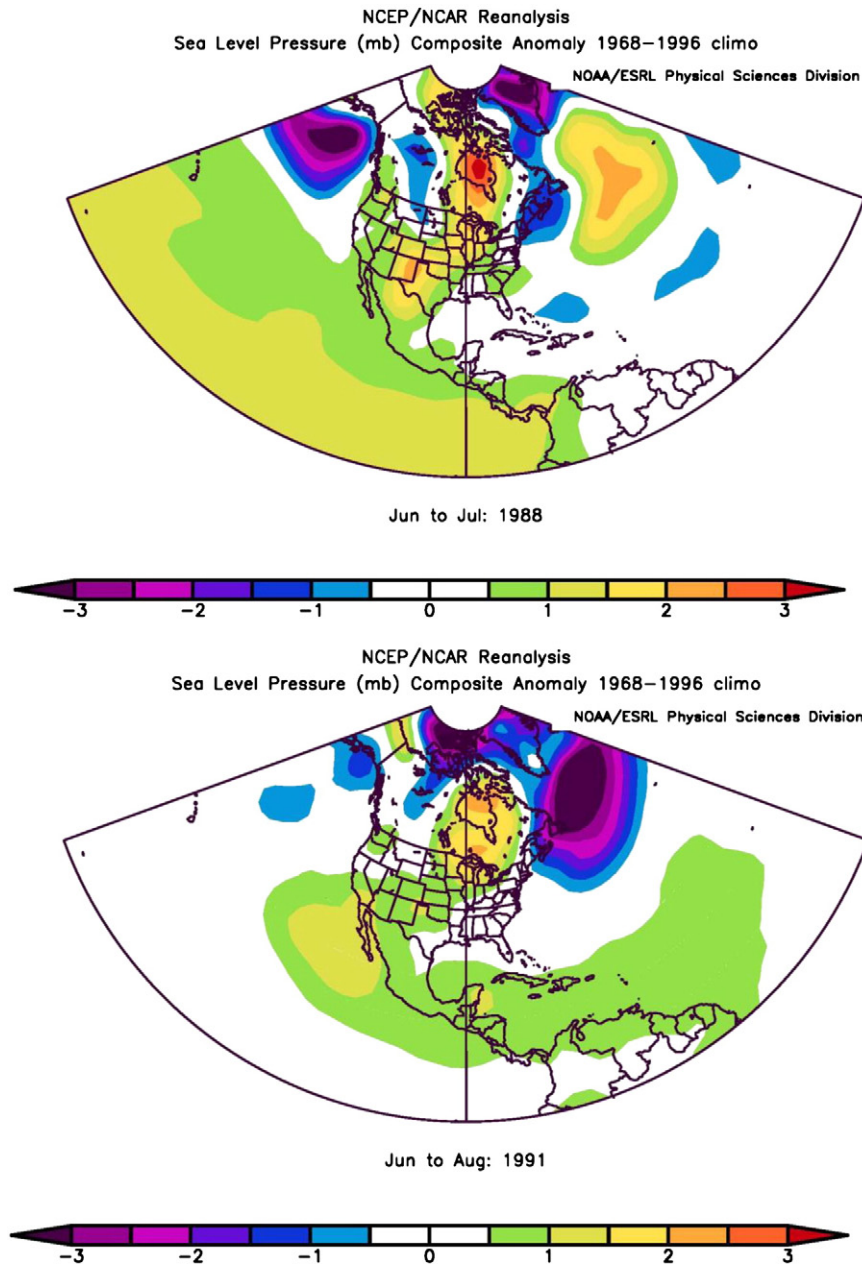 NCEP/NCAR Reanalysis
Sea Level Pressure (mb) Composite Anomaly 1968-1996 climo
NOAA/ESRL Physical Sciences Division
Jun to Jul: 1988
-3 -2 -1 0 1 2 3
NCEP/NCAR Reanalysis
Sea Level Pressure (mb) Composite Anomaly 1968-1996 climo
NOAA/ESRL Physical Sciences Division
Jun to Aug: 1991
-3 -2 -1 0 1 2 3